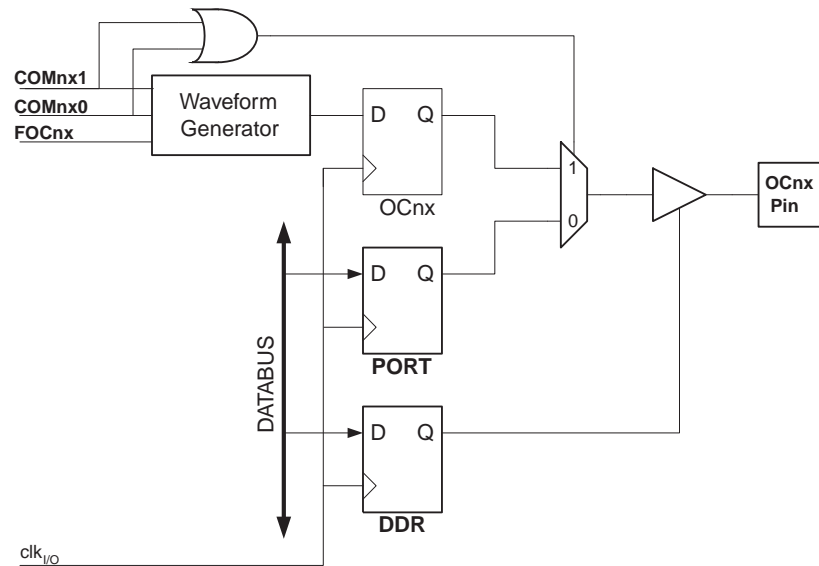 COMnx1
COMnx0
FOCnx
Waveform
Generator
D Q
OCnx
1
0
OCnx
Pin
D Q
PORT
D Q
DDR
DATABUS
clkI/O